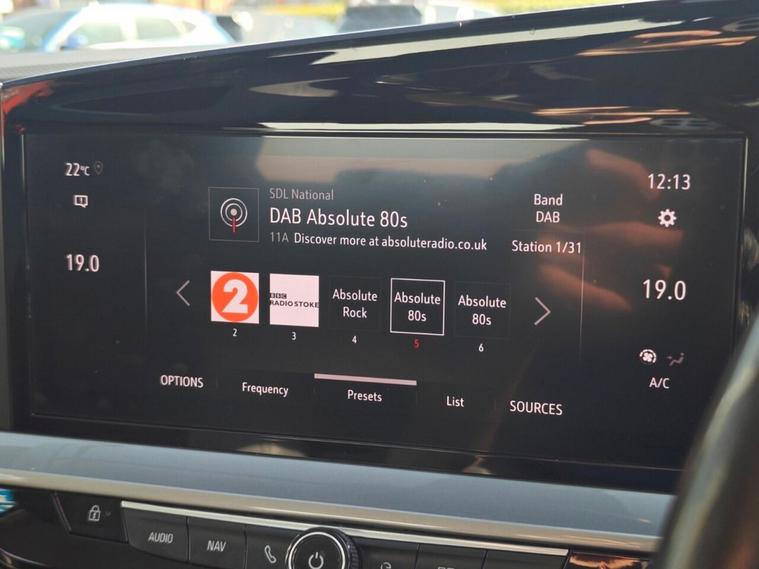 22°C
12:13
SDL National
DAB Absolute 80s
11A Discover more at absoluteradio.co.uk
Band
DAB
Station 1/31
19.0
19.0
2
BBC
RADIO STOKE
Absolute
Rock
Absolute
80s
Absolute
80s
2
3
4
5
6
A/C
OPTIONS
Frequency
Presets
List
SOURCES
AUDIO
NAV